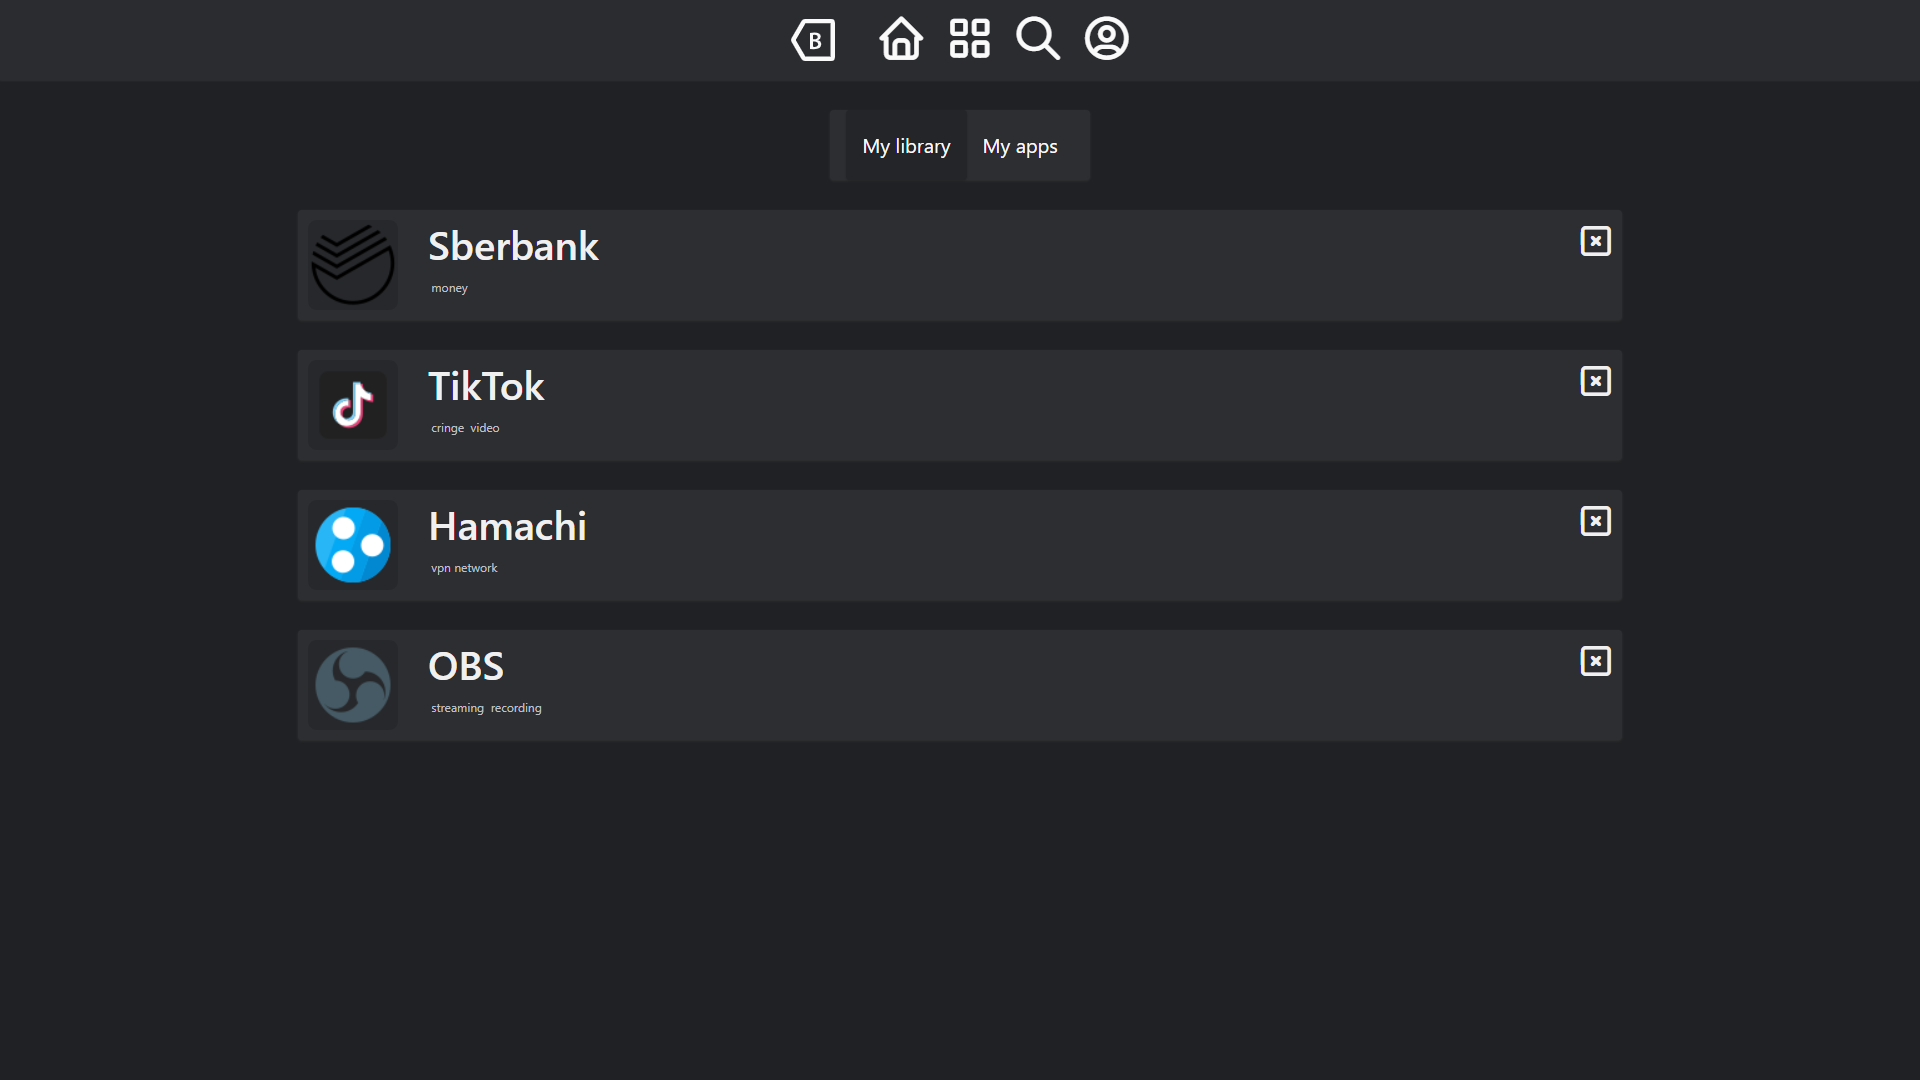 B
My library My apps
Sberbank
money
TikTok
cringe video
Hamachi
vpn network
OBS
streaming recording